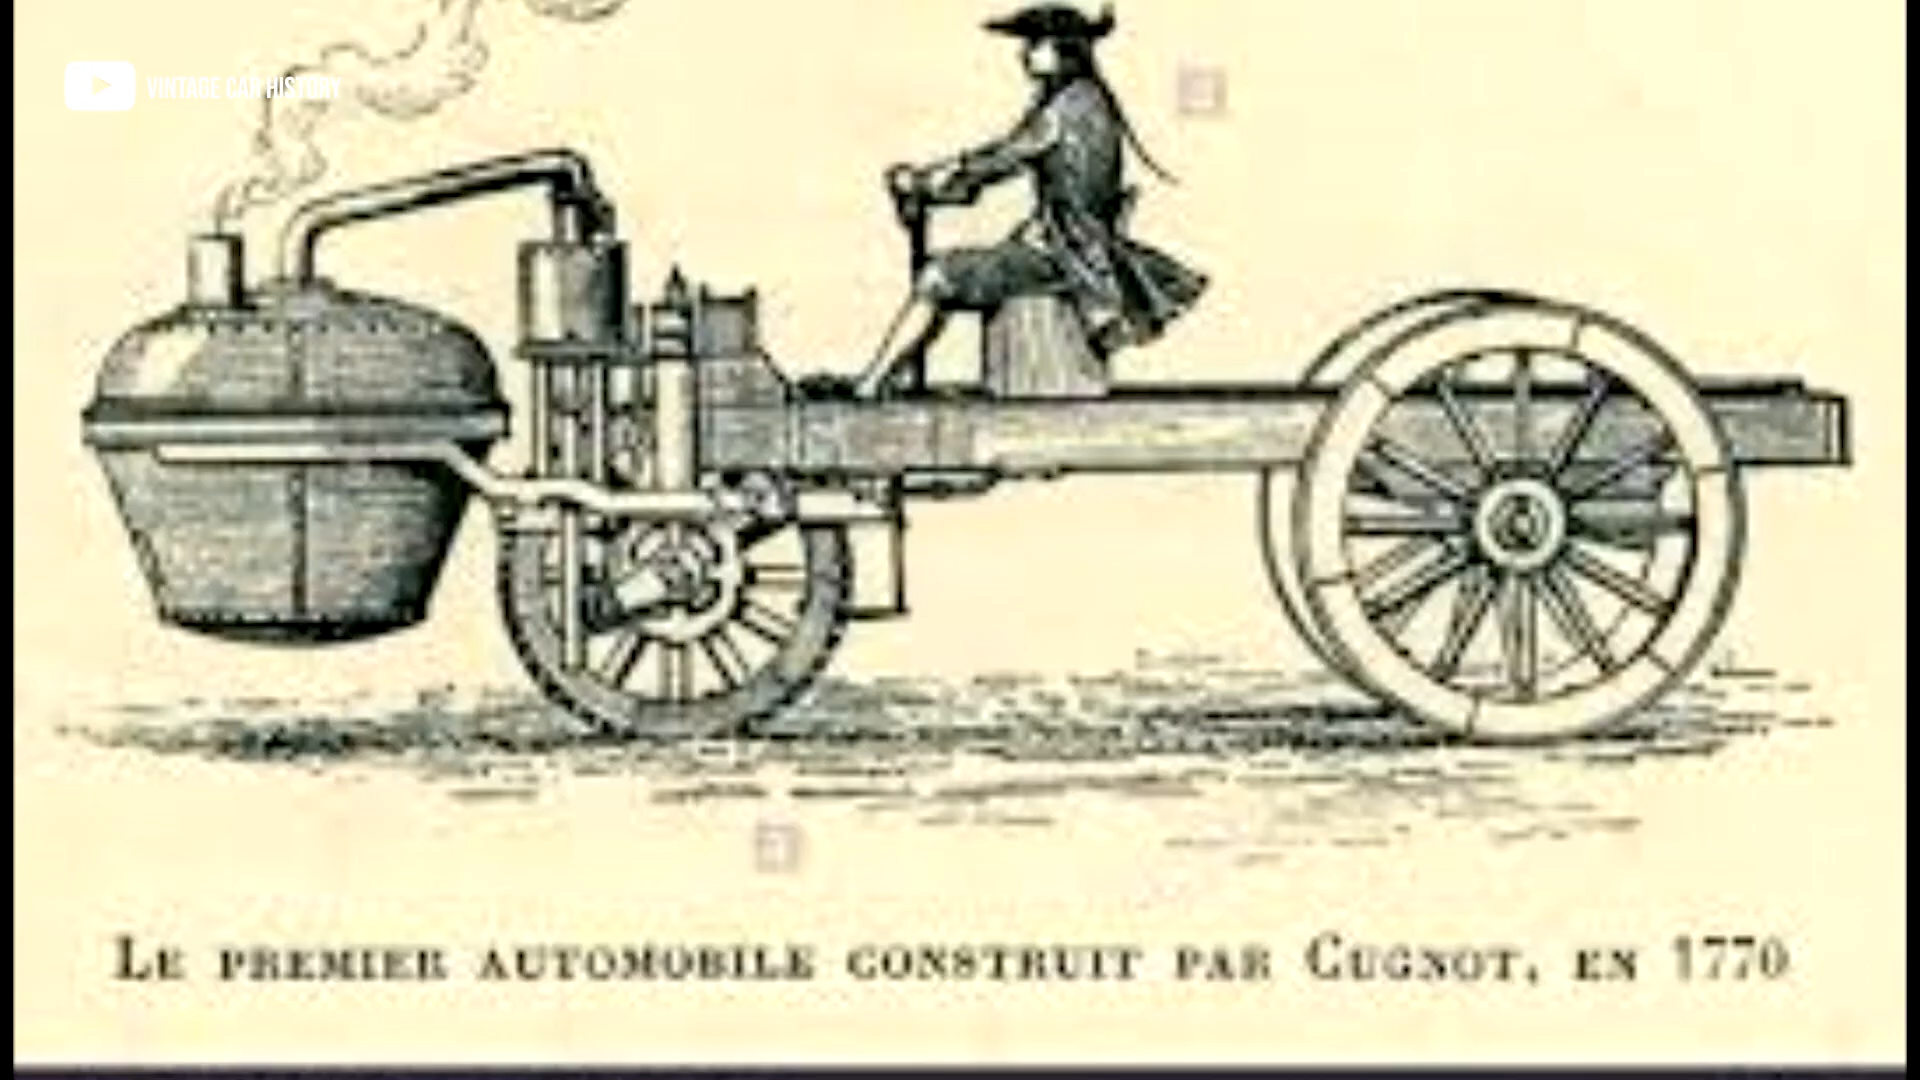 VINTAGE CAR HISTORY
LE PREMIER AUTOMOBILE CONSTRUIT PAR CUGNOT, EN 1770